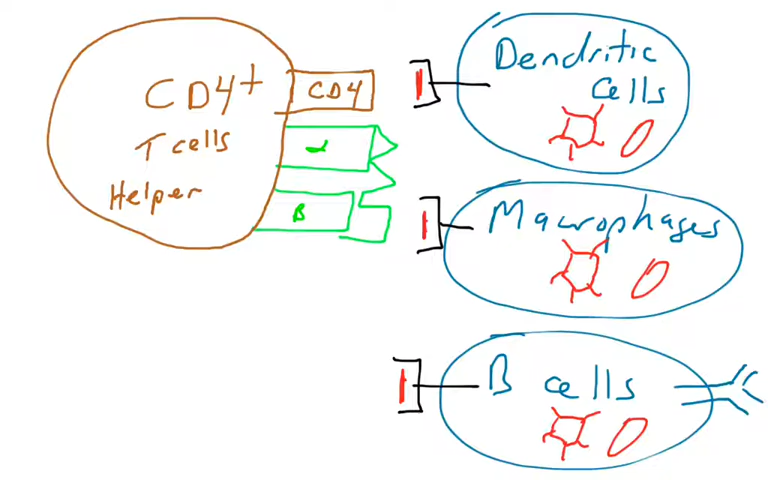 CD4+
T cells
Helper
CD4
α
B
Dendritic
cells
Macrophages
B cells